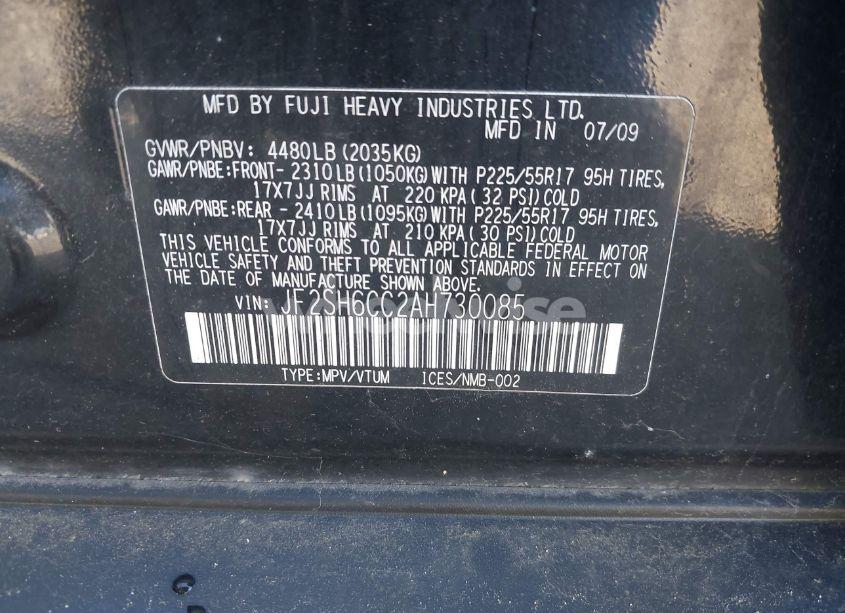 MFD BY FUJI HEAVY INDUSTRIES LTD.
MFD IN 07/09
GVWR/PNBV: 4480LB (2035KG)
GAWR/PNBE:FRONT- 2310LB(1050KG)WITH P225/55R17 95H TIRES,
17X7JJ RIMS AT 220 KPA( 32 PSI)COLD
GAWR/PNBE:REAR - 2410LB(1095KG)WITH P225/55R17 95H TIRES,
17X7JJ RIMS AT 210 KPA( 30 PSI)COLD
THIS VEHICLE CONFORMS TO ALL APPLICABLE FEDERAL MOTOR
VEHICLE SAFETY AND THEFT PREVENTION STANDARDS IN EFFECT ON
THE DATE OF MANUFACTURE SHOWN ABOVE.
VIN: JF2SH6CC2AH730085
TYPE:MPV/VTUM ICES/NMB-002